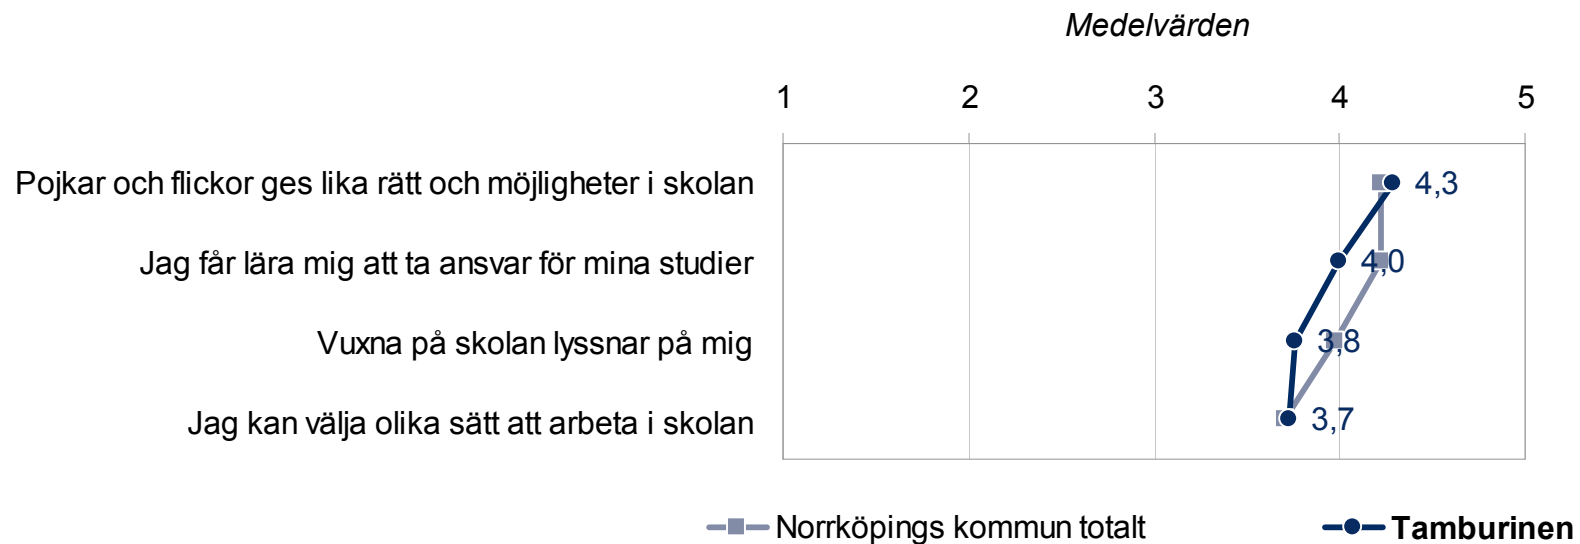 Medelvärden
1 2 3 4 5
Pojkar och flickor ges lika rätt och möjligheter i skolan 4,3
Jag får lära mig att ta ansvar för mina studier 4,0
Vuxna på skolan lyssnar på mig 3,8
Jag kan välja olika sätt att arbeta i skolan 3,7
Norrköpings kommun totalt Tamburinen